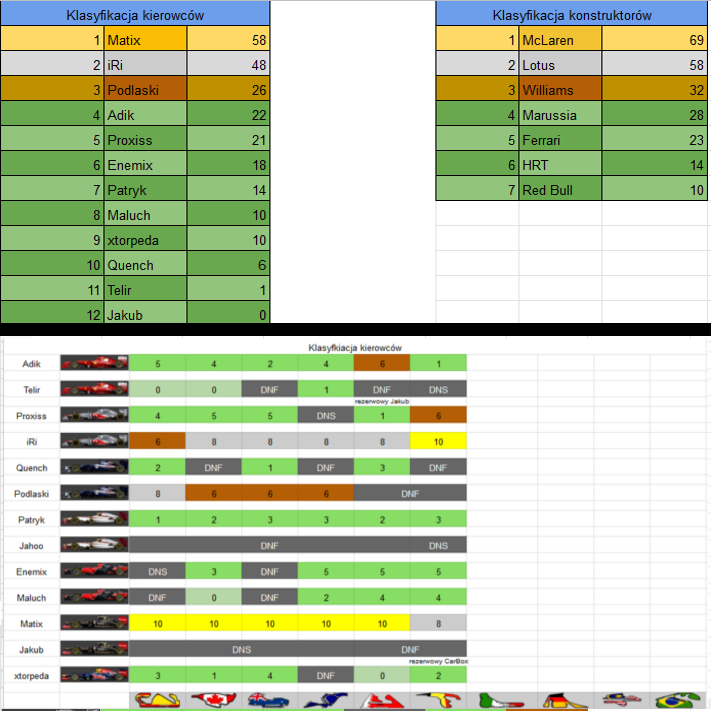 Klasyfikacja kierowców Klasyfikacja konstruktorów
1 Matix 58 1 McLaren 69
2 iRi 48 2 Lotus 58
3 Podlaski 26 3 Williams 32
4 Adik 22 4 Marussia 28
5 Proxiss 21 5 Ferrari 23
6 Enemix 18 6 HRT 14
7 Patryk 14 7 Red Bull 10
8 Maluch 10
9 xtorpeda 10
10 Quench 6
11 Telir 1
12 Jakub 0
Klasyfkiacja kierowców
Adik 5 4 2 4 6 1
Telir 0 0 DNF 1 DNF DNS
rezerwowy Jakub
Proxiss 4 5 5 DNS 1 6
iRi 6 8 8 8 8 10
Quench 2 DNF 1 DNF 3 DNF
Podlaski 8 6 6 6 DNF
Patryk 1 2 3 3 2 3
Jahoo DNF DNS
Enemix DNS 3 DNF 5 5 5
Maluch DNF 0 DNF 2 4 4
Matix 10 10 10 10 10 8
Jakub DNS DNF
rezerwowy CarBox
xtorpeda 3 1 4 DNF 0 2